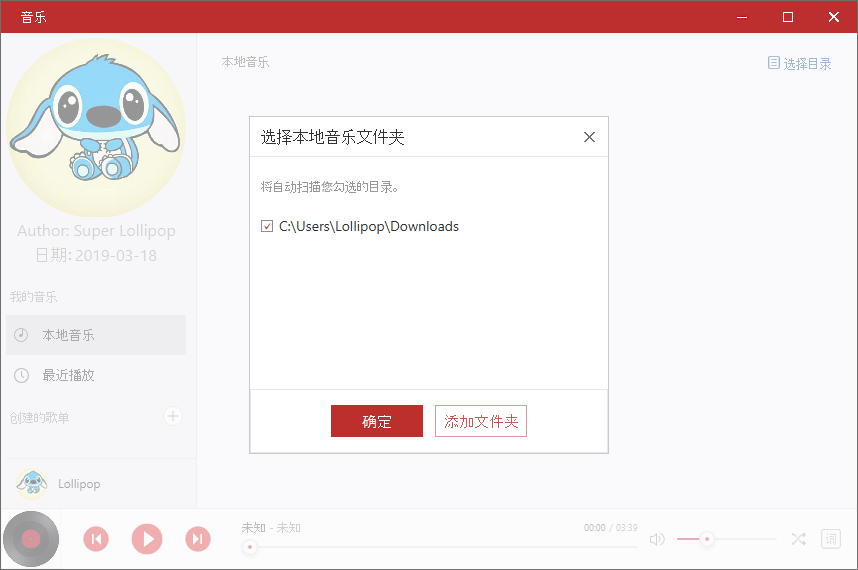 音乐
本地音乐
选择目录
选择本地音乐文件夹
将自动扫描您勾选的目录。
C:\Users\Lollipop\Downloads
确定
添加文件夹
Author: Super Lollipop
日期: 2019-03-18
我的音乐
本地音乐
最近播放
创建的歌单
Lollipop
未知 - 未知
00:00 / 03:39
词